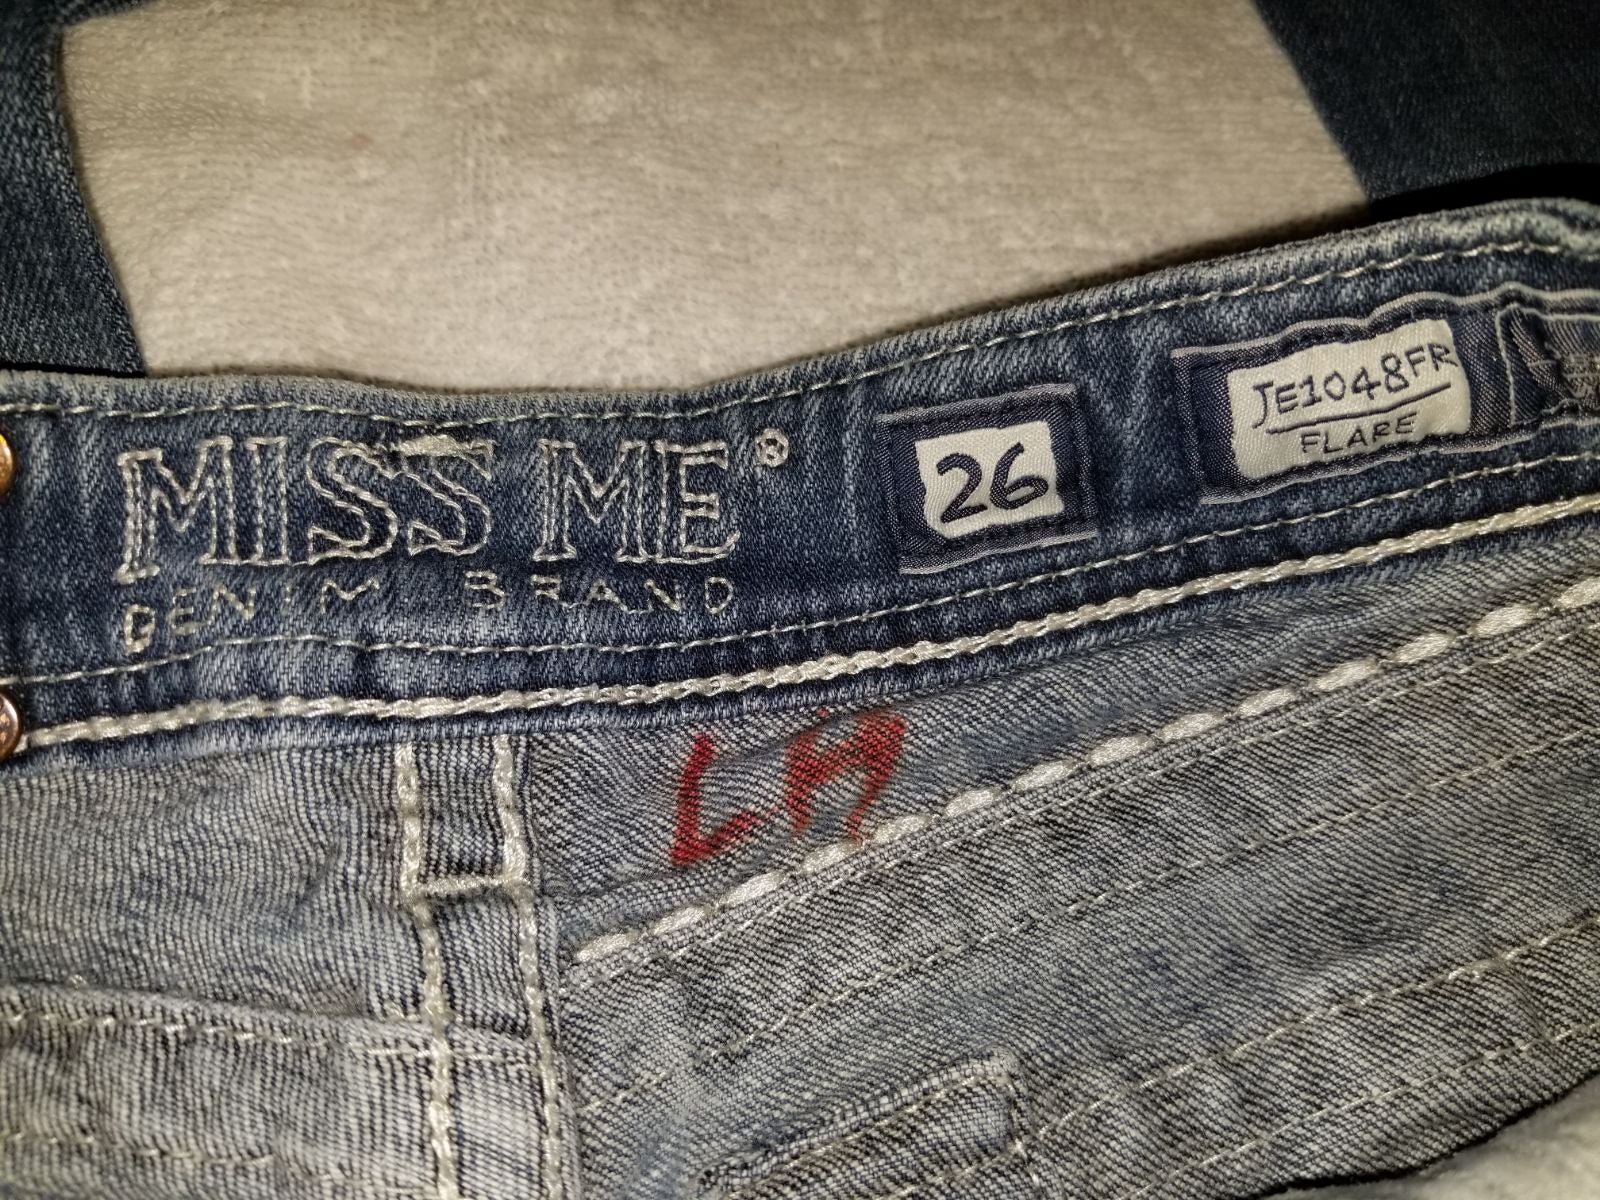 MISS ME®
DENIM BRAND
26
JE1048FR
FLARE
LH